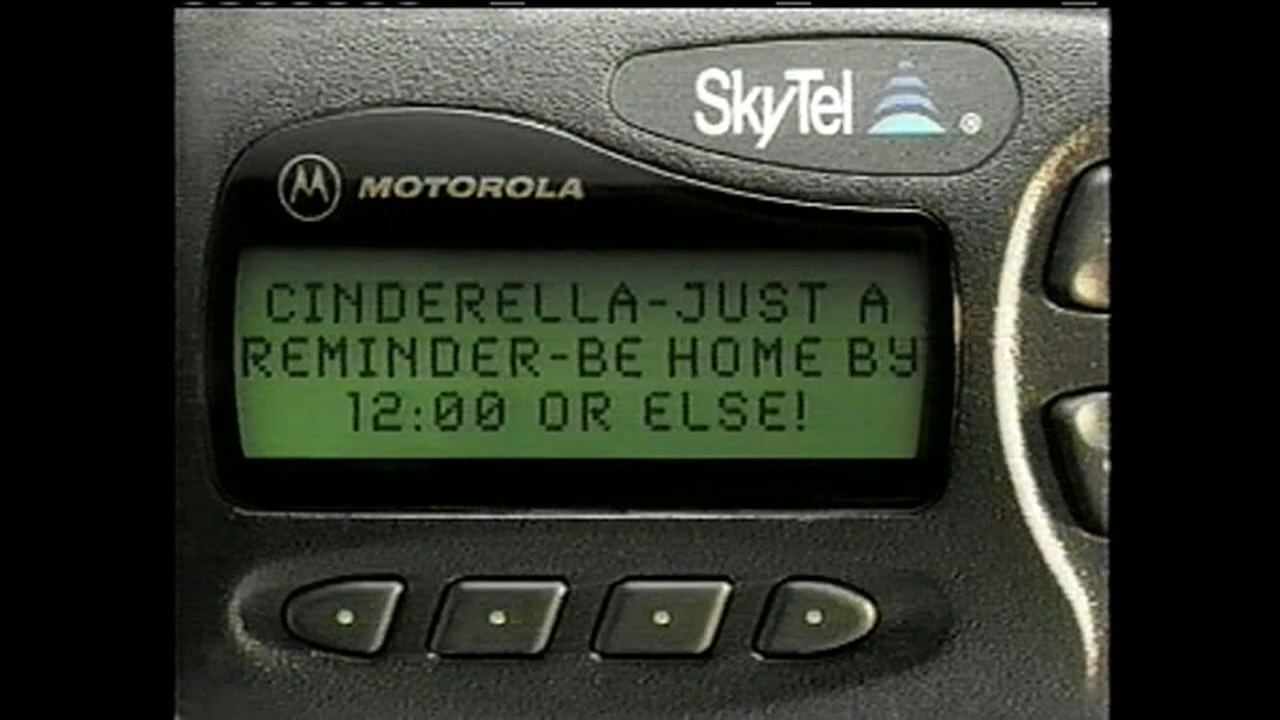 SkyTel ®
MOTOROLA
CINDERELLA-JUST A
REMINDER-BE HOME BY
12:00 OR ELSE!